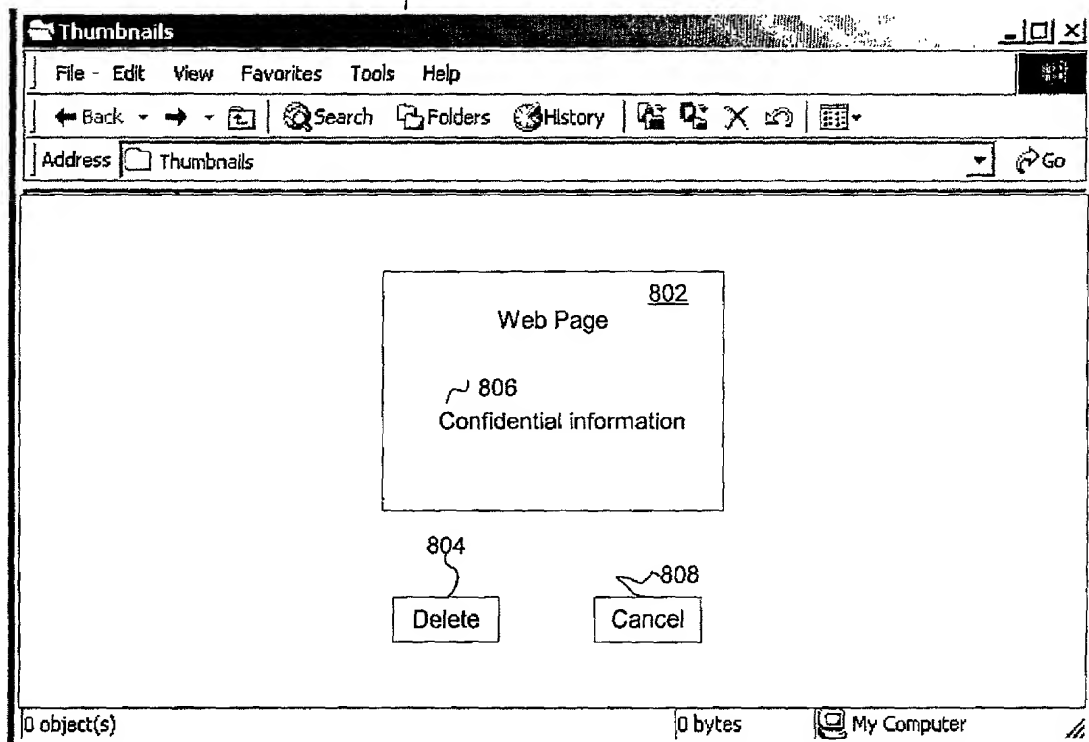 Thumbnails
File - Edit View Favorites Tools Help
Back Search Folders History
Address Thumbnails Go
802
Web Page
806
Confidential information
804 808
Delete Cancel
0 object(s) 0 bytes My Computer